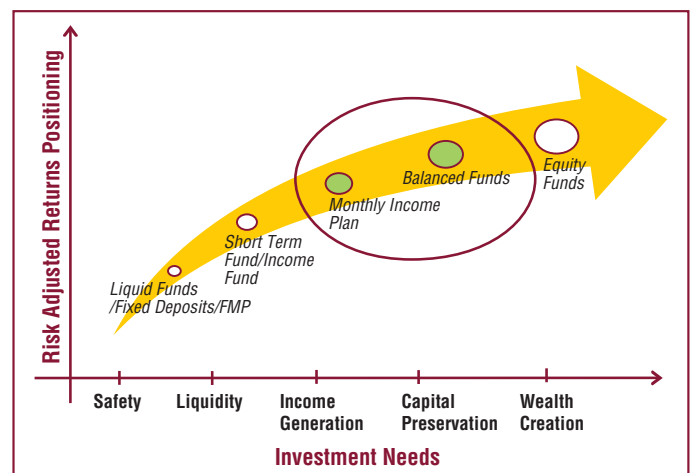 Risk Adjusted Returns Positioning
Equity
Funds
Balanced Funds
Monthly Income
Plan
Short Term
Fund/Income
Fund
Liquid Funds
/Fixed Deposits/FMP
Safety
Liquidity
Income
Generation
Capital
Preservation
Wealth
Creation
Investment Needs